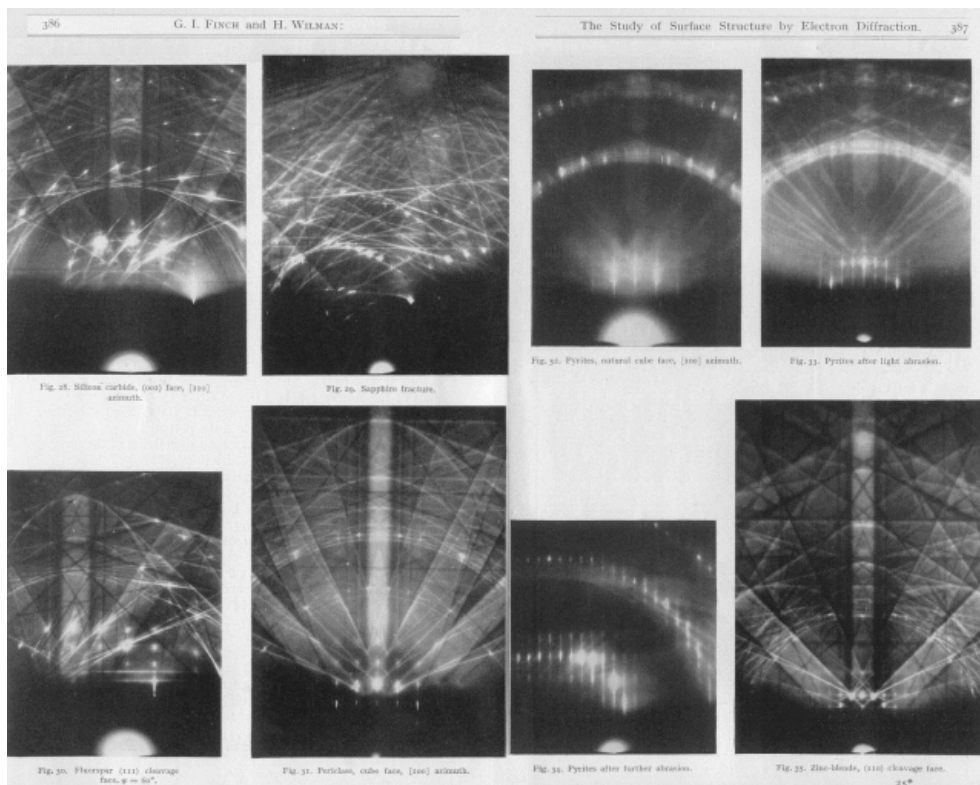 386
G. I. FINCH and H. WILMAN:
The Study of Surface Structure by Electron Diffraction.
387
Fig. 28. Silicon carbide, (001) face, [110]
azimuth.
Fig. 29. Sapphire fracture.
Fig. 32. Pyrites, natural cube face, [100] azimuth.
Fig. 33. Pyrites after light abrasion.
Fig. 30. Fluorspar (111) cleavage
face, φ = 60°.
Fig. 31. Periclase, cube face, [100] azimuth.
Fig. 34. Pyrites after further abrasion.
Fig. 35. Zinc-blende, (110) cleavage face.
25*